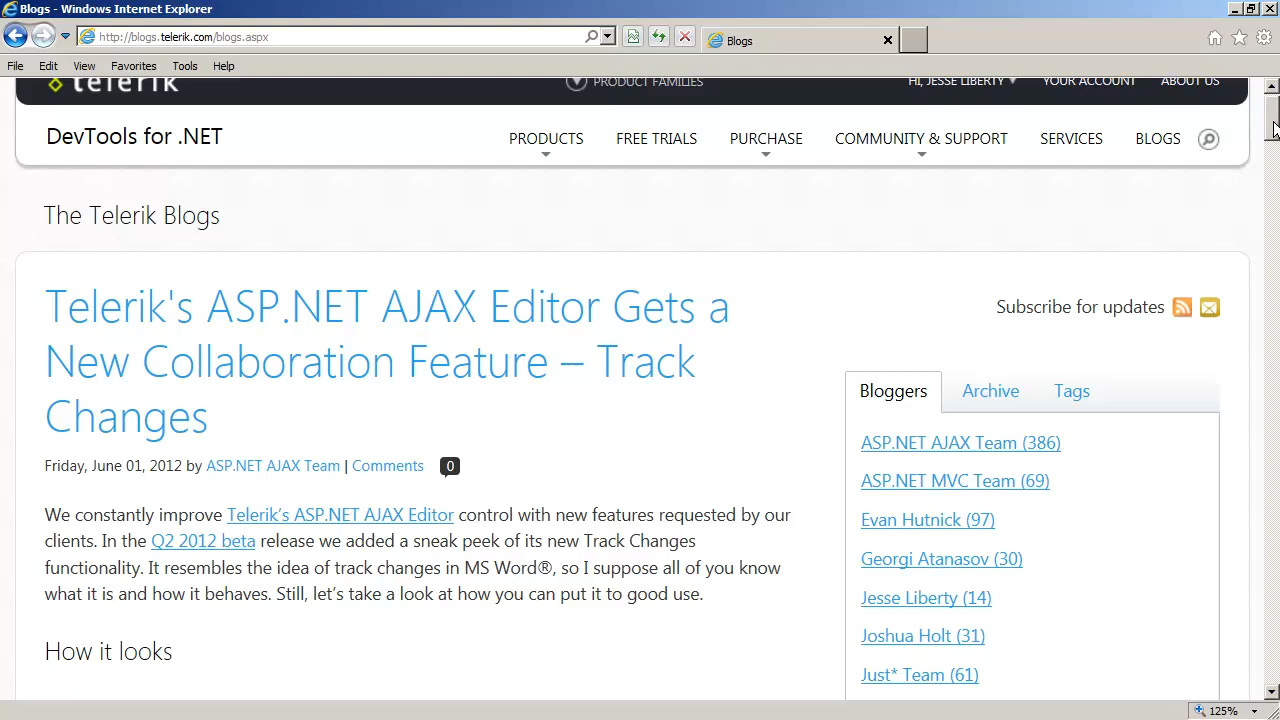 Blogs - Windows Internet Explorer
http://blogs.telerik.com/blogs.aspx
Blogs
File Edit View Favorites Tools Help
telerik PRODUCT FAMILIES HI, JESSE LIBERTY YOUR ACCOUNT ABOUT US
DevTools for .NET PRODUCTS FREE TRIALS PURCHASE COMMUNITY & SUPPORT SERVICES BLOGS
The Telerik Blogs
Telerik's ASP.NET AJAX Editor Gets a
New Collaboration Feature – Track
Changes
Friday, June 01, 2012 by ASP.NET AJAX Team | Comments 0
We constantly improve Telerik’s ASP.NET AJAX Editor control with new features requested by our
clients. In the Q2 2012 beta release we added a sneak peek of its new Track Changes
functionality. It resembles the idea of track changes in MS Word®, so I suppose all of you know
what it is and how it behaves. Still, let’s take a look at how you can put it to good use.
How it looks
Subscribe for updates
Bloggers Archive Tags
ASP.NET AJAX Team (386)
ASP.NET MVC Team (69)
Evan Hutnick (97)
Georgi Atanasov (30)
Jesse Liberty (14)
Joshua Holt (31)
Just* Team (61)
125%